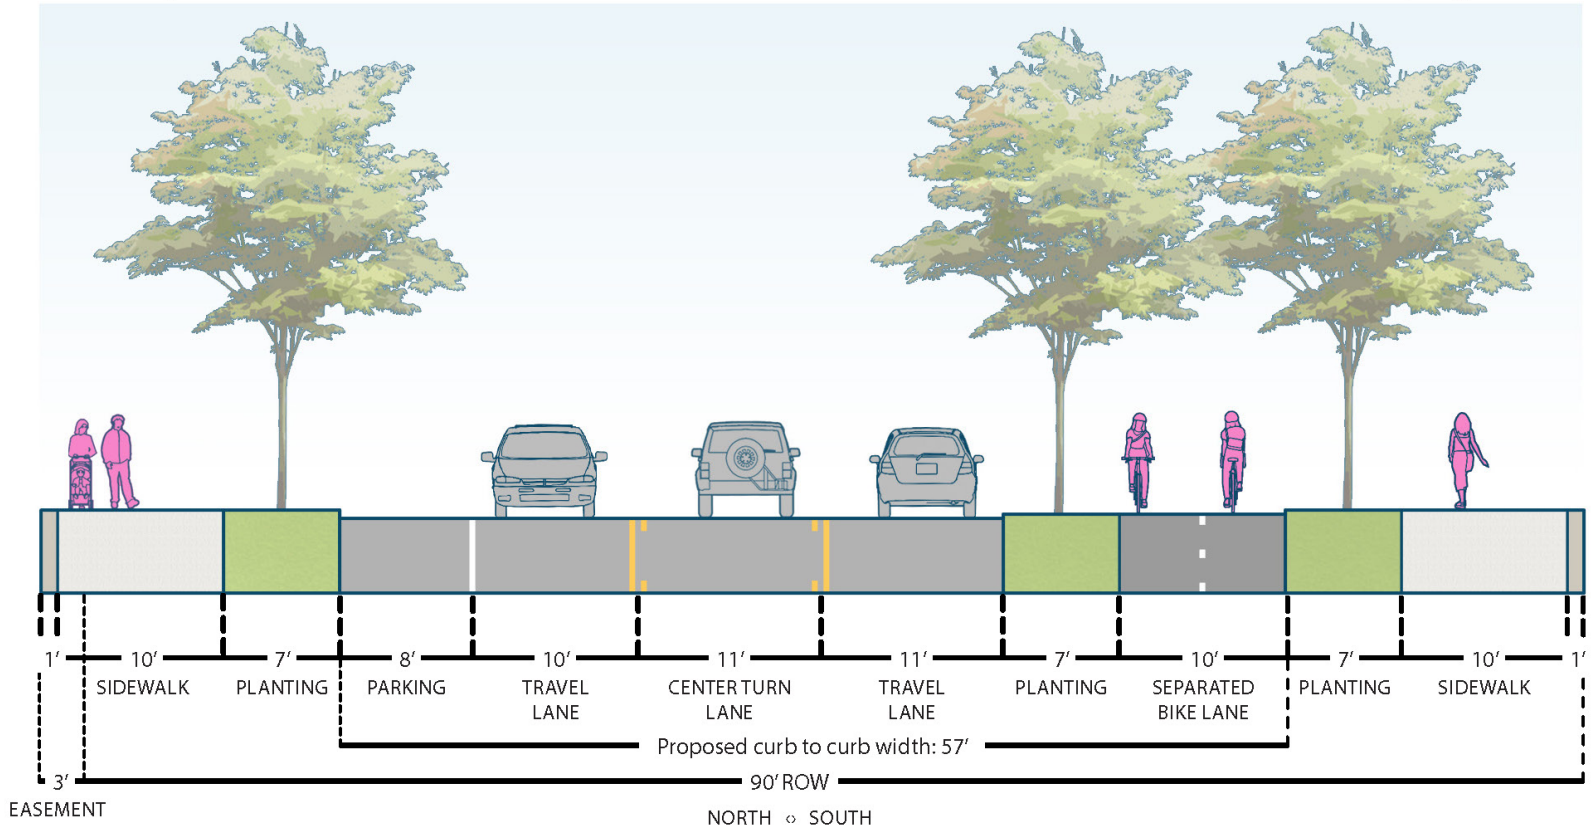 1' 10' 7' 8' 10' 11' 11' 7' 10' 7' 10' 1'
SIDEWALK PLANTING PARKING TRAVEL CENTER TURN TRAVEL PLANTING SEPARATED PLANTING SIDEWALK
LANE LANE LANE BIKE LANE
Proposed curb to curb width: 57'
3' 90' ROW
EASEMENT
NORTH ‹› SOUTH